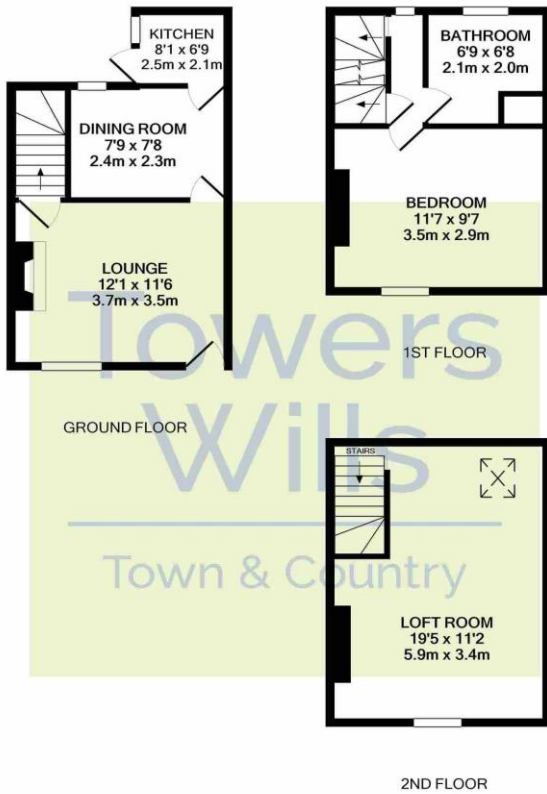 KITCHEN
8'1 x 6'9
2.5m x 2.1m
DINING ROOM
7'9 x 7'8
2.4m x 2.3m
LOUNGE
12'1 x 11'6
3.7m x 3.5m
GROUND FLOOR
BATHROOM
6'9 x 6'8
2.1m x 2.0m
BEDROOM
11'7 x 9'7
3.5m x 2.9m
1ST FLOOR
STAIRS
LOFT ROOM
19'5 x 11'2
5.9m x 3.4m
2ND FLOOR
Towers
Wills
Town & Country